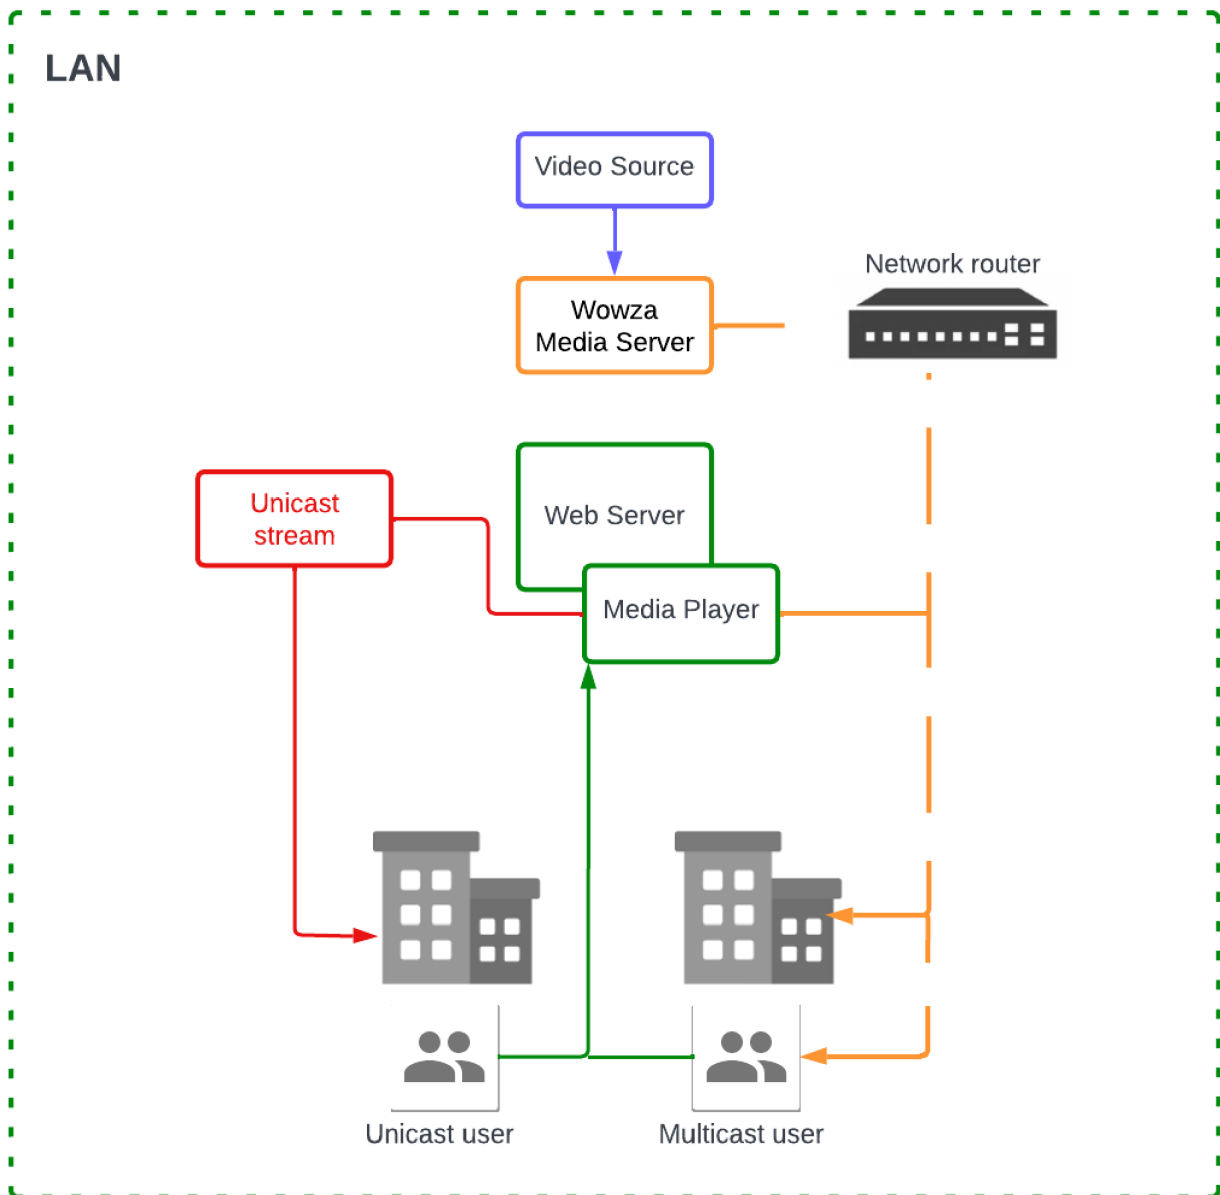 LAN
Video Source
Network router
Wowza
Media Server
Unicast
stream
Web Server
Media Player
Unicast user
Multicast user